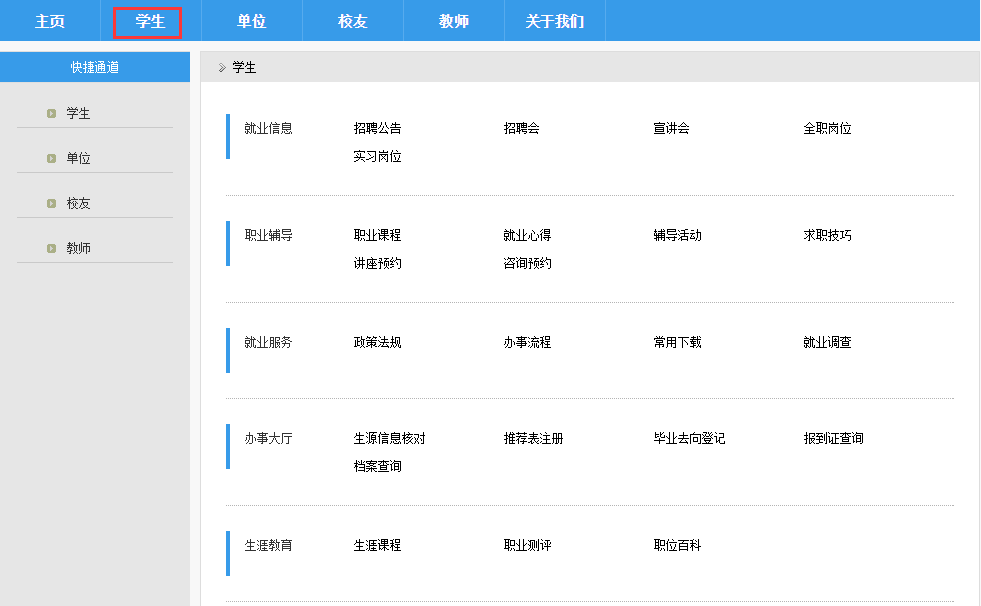 主页 学生 单位 校友 教师 关于我们
快捷通道
学生
单位
校友
教师
学生
就业信息 招聘公告 招聘会 宣讲会 全职岗位
实习岗位
职业辅导 职业课程 就业心得 辅导活动 求职技巧
讲座预约 咨询预约
就业服务 政策法规 办事流程 常用下载 就业调查
办事大厅 生源信息核对 推荐表注册 毕业去向登记 报到证查询
档案查询
生涯教育 生涯课程 职业测评 职位百科